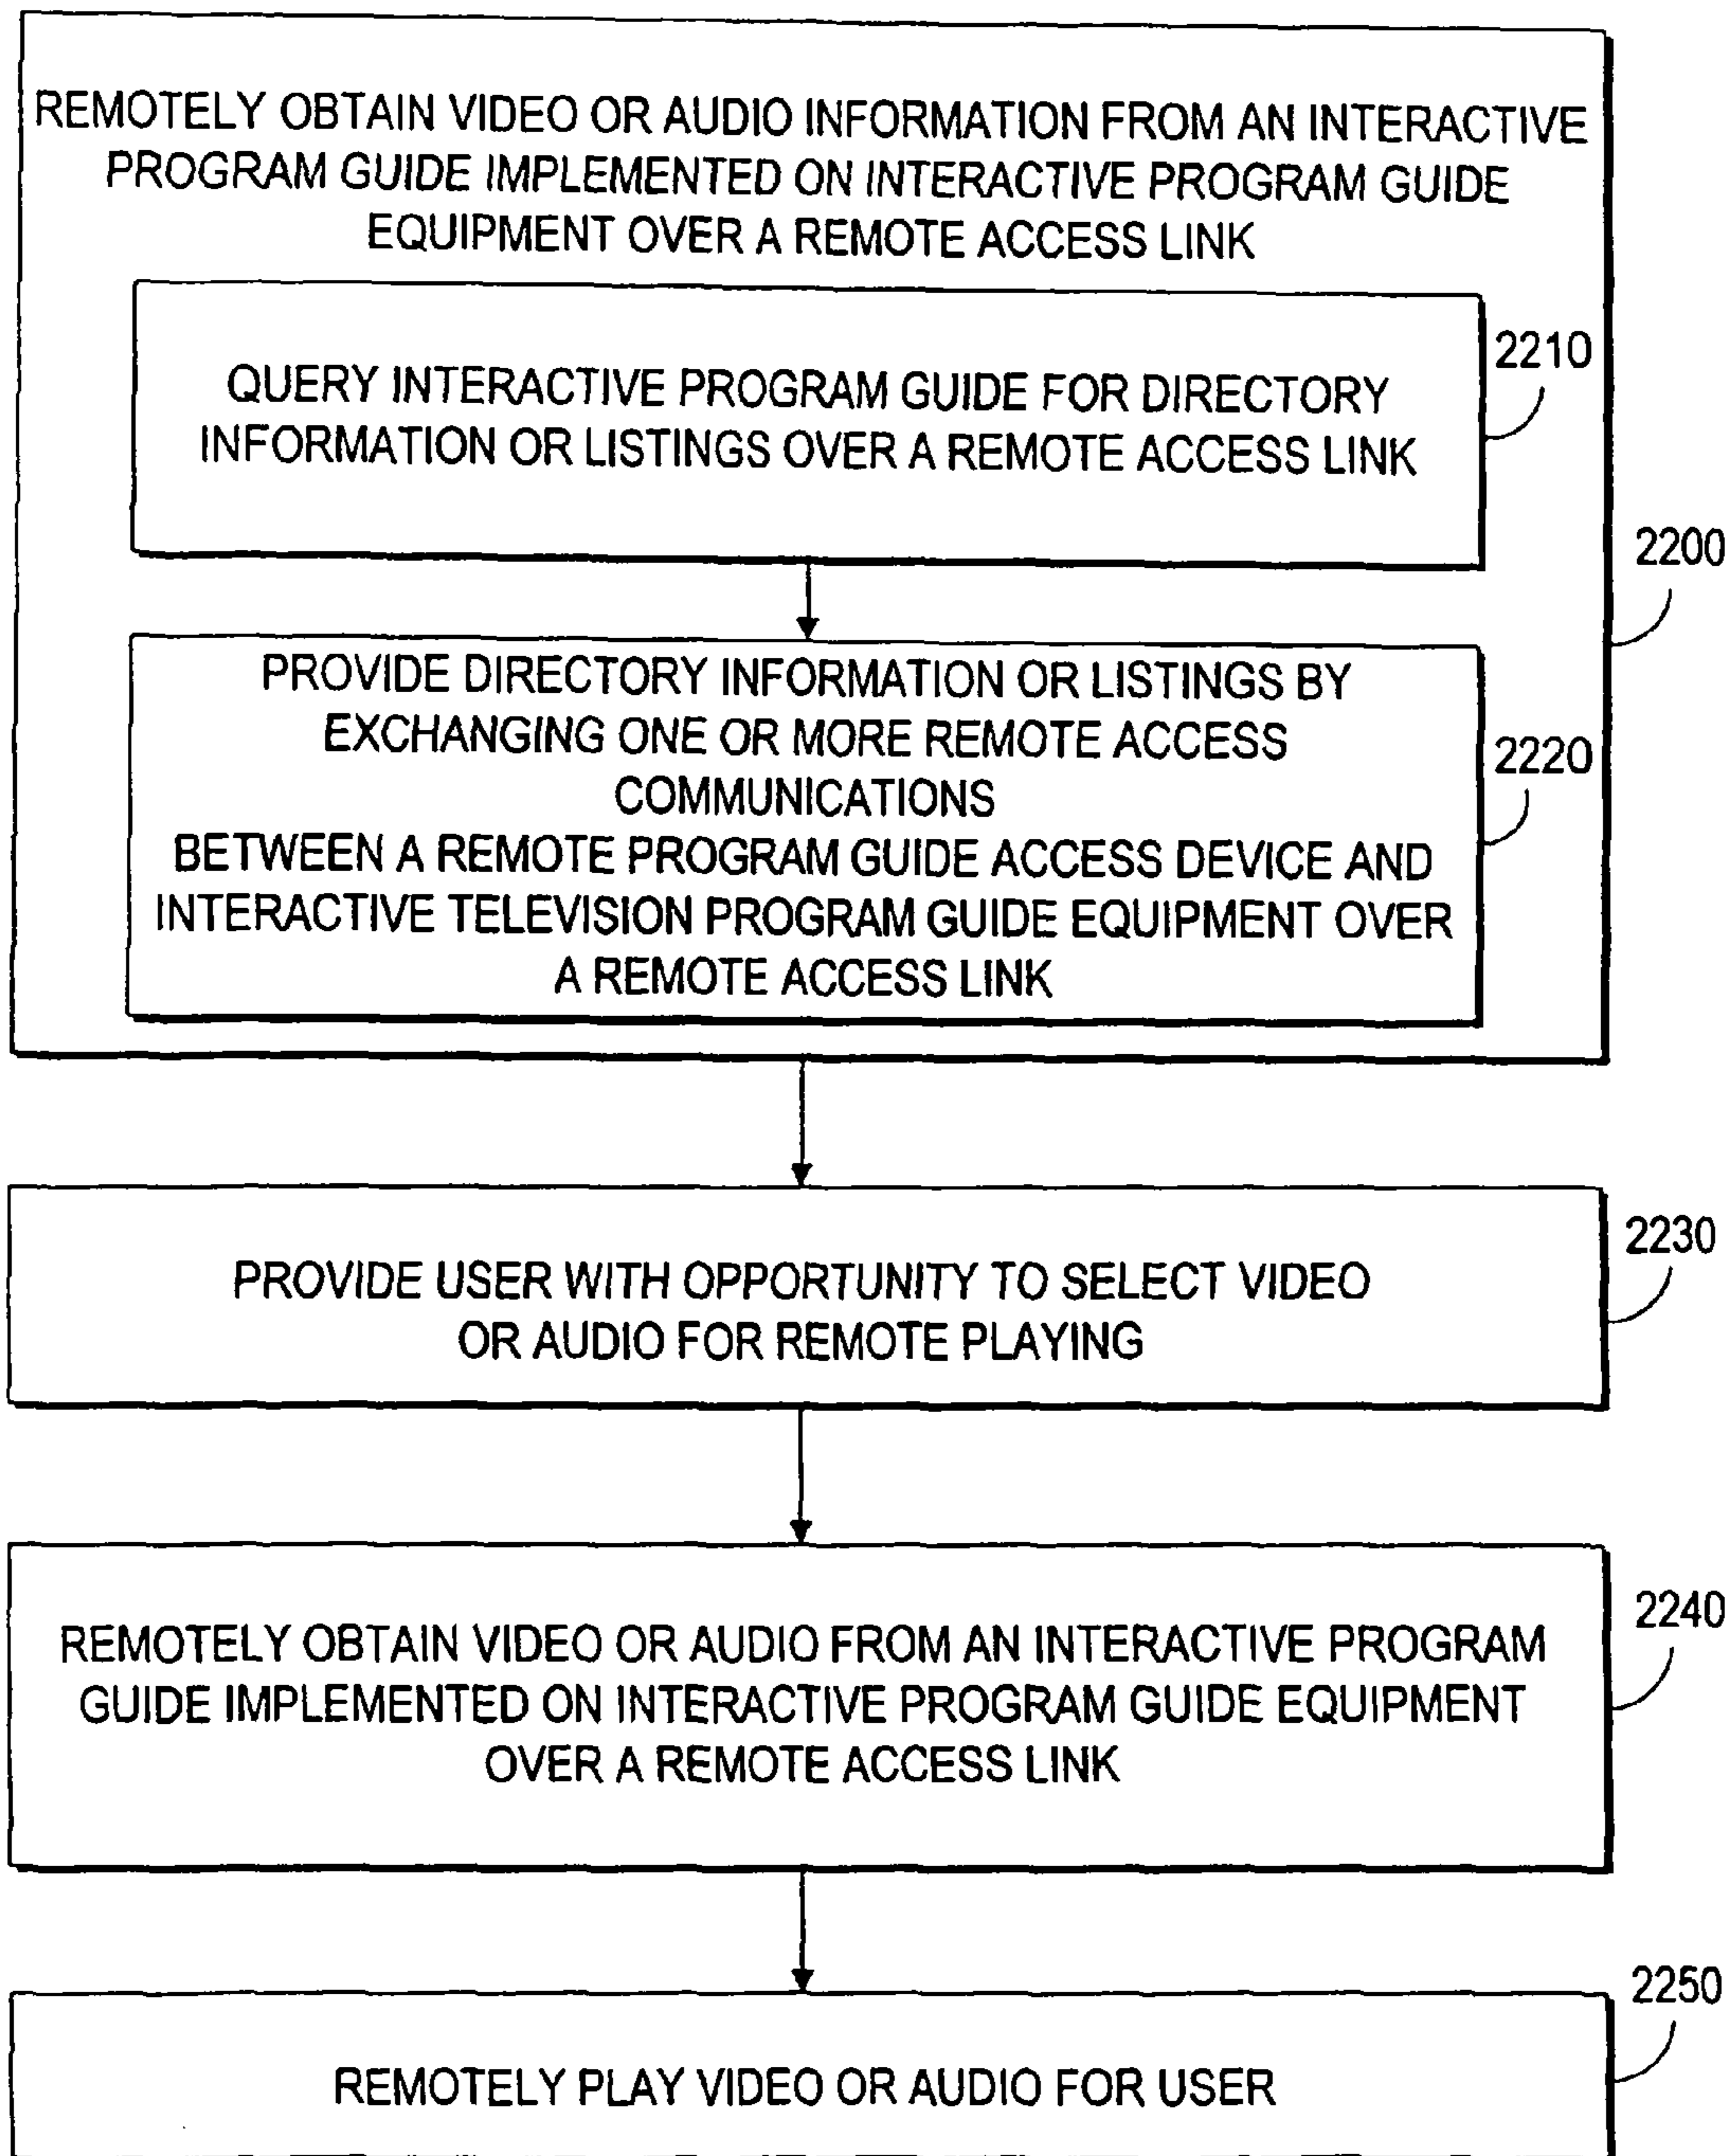 REMOTELY OBTAIN VIDEO OR AUDIO INFORMATION FROM AN INTERACTIVE
PROGRAM GUIDE IMPLEMENTED ON INTERACTIVE PROGRAM GUIDE
EQUIPMENT OVER A REMOTE ACCESS LINK
2210
QUERY INTERACTIVE PROGRAM GUIDE FOR DIRECTORY
INFORMATION OR LISTINGS OVER A REMOTE ACCESS LINK
2200
PROVIDE DIRECTORY INFORMATION OR LISTINGS BY
EXCHANGING ONE OR MORE REMOTE ACCESS
2220
COMMUNICATIONS
BETWEEN A REMOTE PROGRAM GUIDE ACCESS DEVICE AND
INTERACTIVE TELEVISION PROGRAM GUIDE EQUIPMENT OVER
A REMOTE ACCESS LINK
2230
PROVIDE USER WITH OPPORTUNITY TO SELECT VIDEO
OR AUDIO FOR REMOTE PLAYING
2240
REMOTELY OBTAIN VIDEO OR AUDIO FROM AN INTERACTIVE PROGRAM
GUIDE IMPLEMENTED ON INTERACTIVE PROGRAM GUIDE EQUIPMENT
OVER A REMOTE ACCESS LINK
2250
REMOTELY PLAY VIDEO OR AUDIO FOR USER